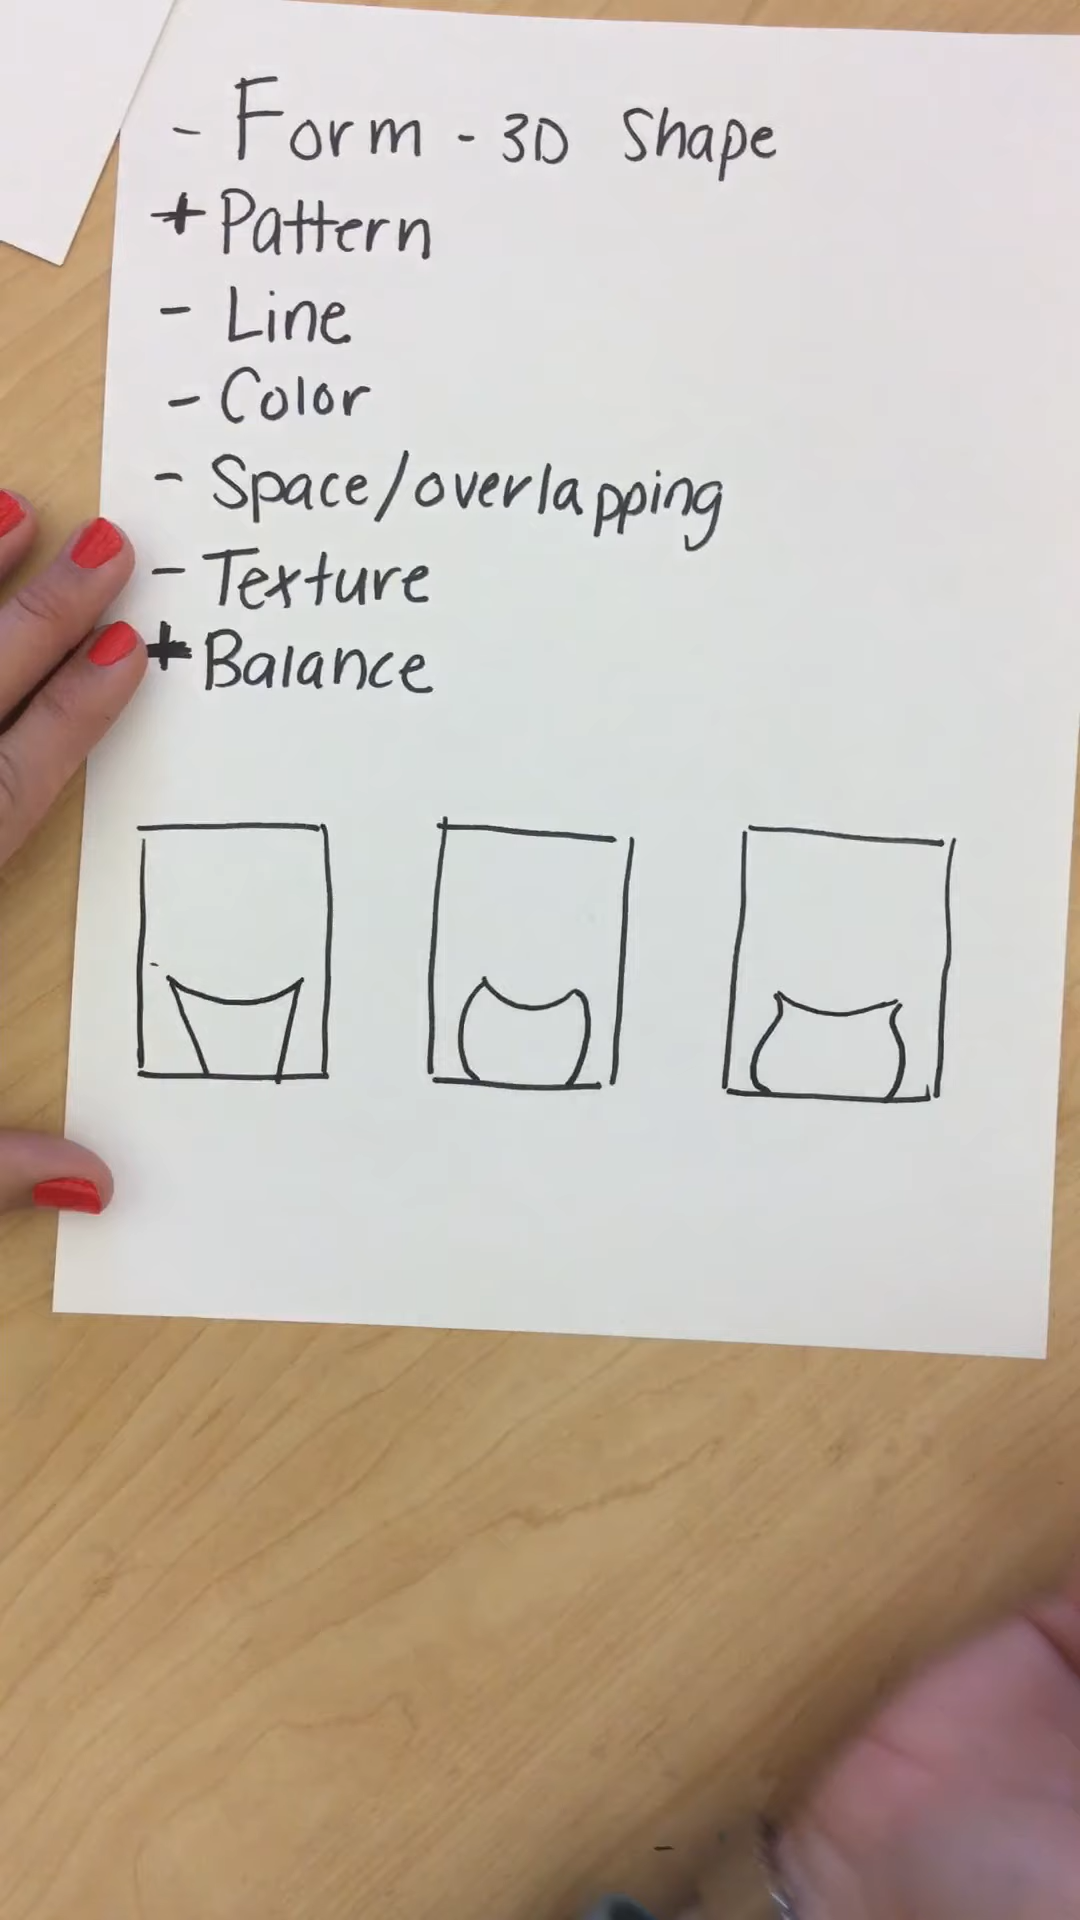 - Form - 3D Shape
+ Pattern
- Line
- Color
- Space/overlapping
- Texture
+ Balance